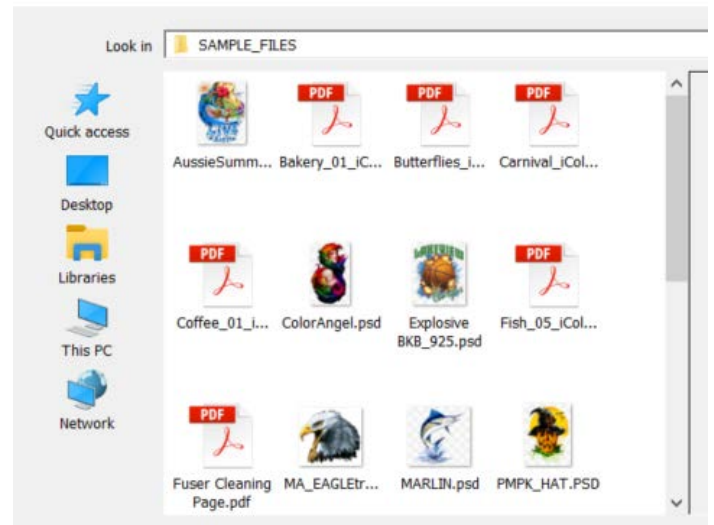 Look in
SAMPLE_FILES
Quick access
Desktop
Libraries
This PC
Network
PDF
PDF
PDF
AussieSumm...
Bakery_01_iC...
Butterflies_i...
Carnival_iCol...
PDF
PDF
Coffee_01_i...
ColorAngel.psd
Explosive
BKB_925.psd
Fish_05_iCol...
PDF
Fuser Cleaning
Page.pdf
MA_EAGLEtr...
MARLIN.psd
PMPK_HAT.PSD